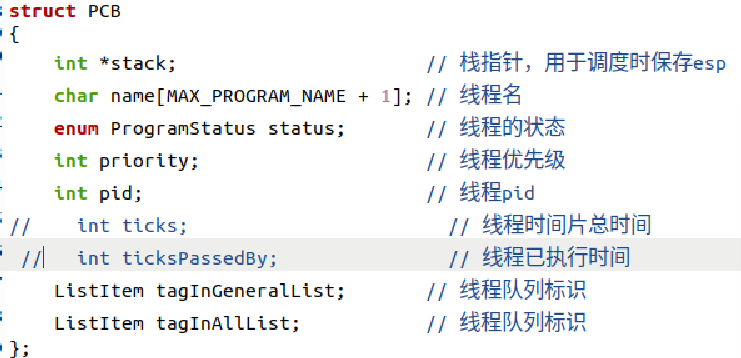 struct PCB
{
    int *stack;                      // 栈指针，用于调度时保存esp
    char name[MAX_PROGRAM_NAME + 1]; // 线程名
    enum ProgramStatus status;       // 线程的状态
    int priority;                    // 线程优先级
    int pid;                         // 线程pid
//    int ticks;                       // 线程时间片总时间
 //   int ticksPassedBy;               // 线程已执行时间
    ListItem tagInGeneralList;       // 线程队列标识
    ListItem tagInAllList;           // 线程队列标识
};